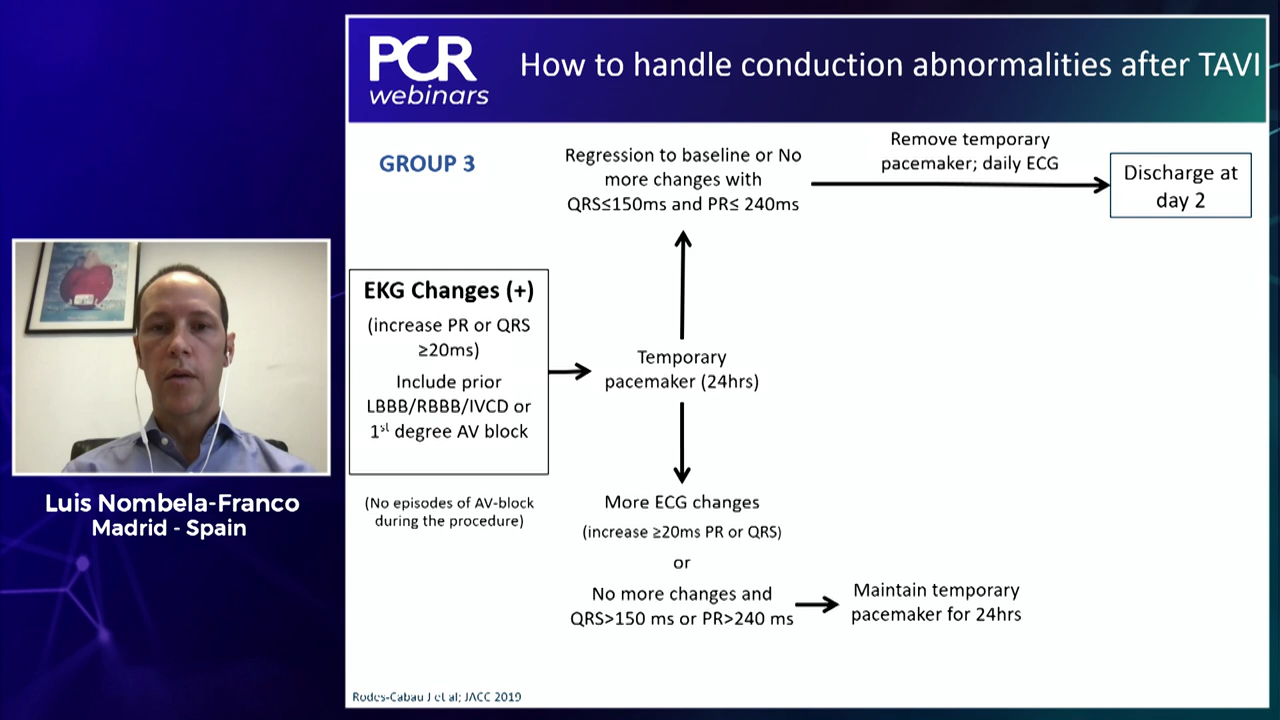 PCR
webinars
How to handle conduction abnormalities after TAVI
GROUP 3
Regression to baseline or No
more changes with
QRS≤150ms and PR≤ 240ms
Remove temporary
pacemaker; daily ECG
Discharge at
day 2
EKG Changes (+)
(increase PR or QRS
≥20ms)
Include prior
LBBB/RBBB/IVCD or
1st degree AV block
(No episodes of AV-block
during the procedure)
Temporary
pacemaker (24hrs)
More ECG changes
(increase ≥20ms PR or QRS)
or
No more changes and
QRS>150 ms or PR>240 ms
Maintain temporary
pacemaker for 24hrs
Luis Nombela-Franco
Madrid - Spain
Rodes-Cabau J et al; JACC 2019